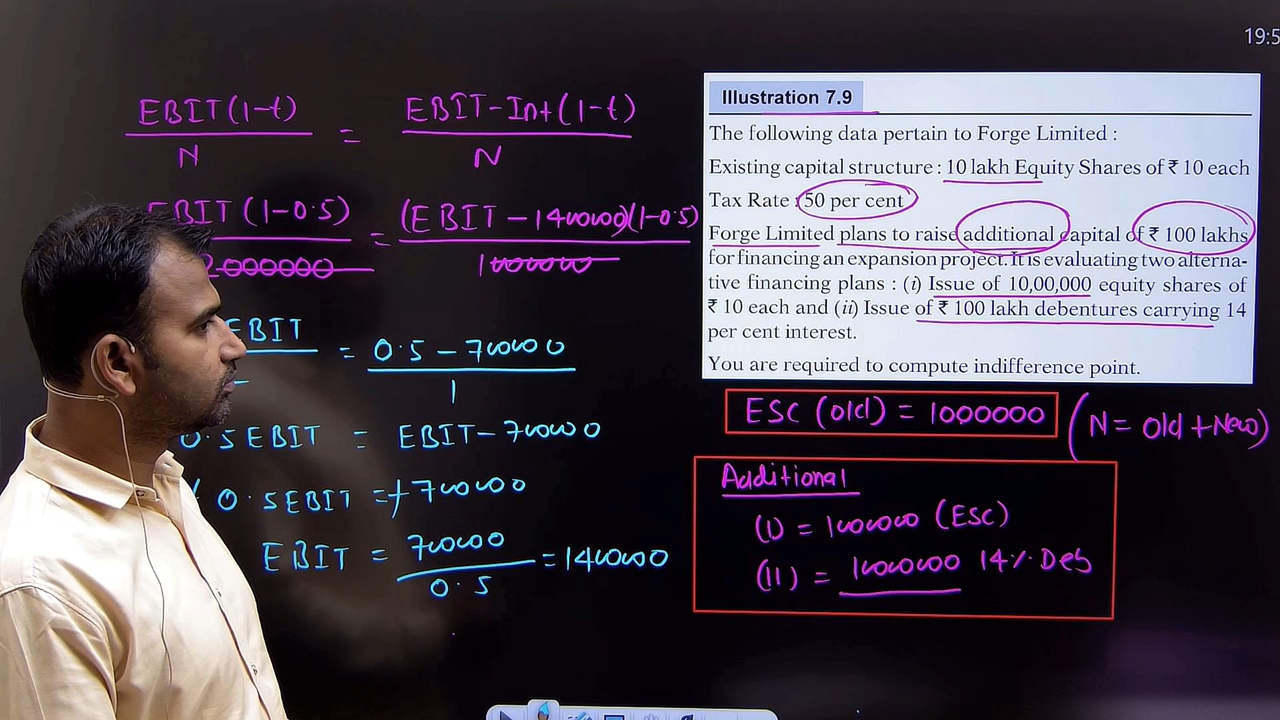 19:5
EBIT(1-t) = EBIT-Int(1-t)
N N
EBIT (1-0.5) = (EBIT - 1400000)(1-0.5)
2000000 1000000
EBIT = 0.5 - 700000
1
0.5 EBIT = EBIT - 700000
0.5 EBIT = 700000
EBIT = 700000 = 1400000
0.5
Illustration 7.9
The following data pertain to Forge Limited :
Existing capital structure : 10 lakh Equity Shares of ₹ 10 each
Tax Rate : 50 per cent
Forge Limited plans to raise additional capital of ₹ 100 lakhs
for financing an expansion project. It is evaluating two alterna-
tive financing plans : (i) Issue of 10,00,000 equity shares of
₹ 10 each and (ii) Issue of ₹ 100 lakh debentures carrying 14
per cent interest.
You are required to compute indifference point.
ESC (old) = 1000000 (N = Old + New)
Additional
(I) = 1000000 (ESC)
(II) = 10000000 14% Deb